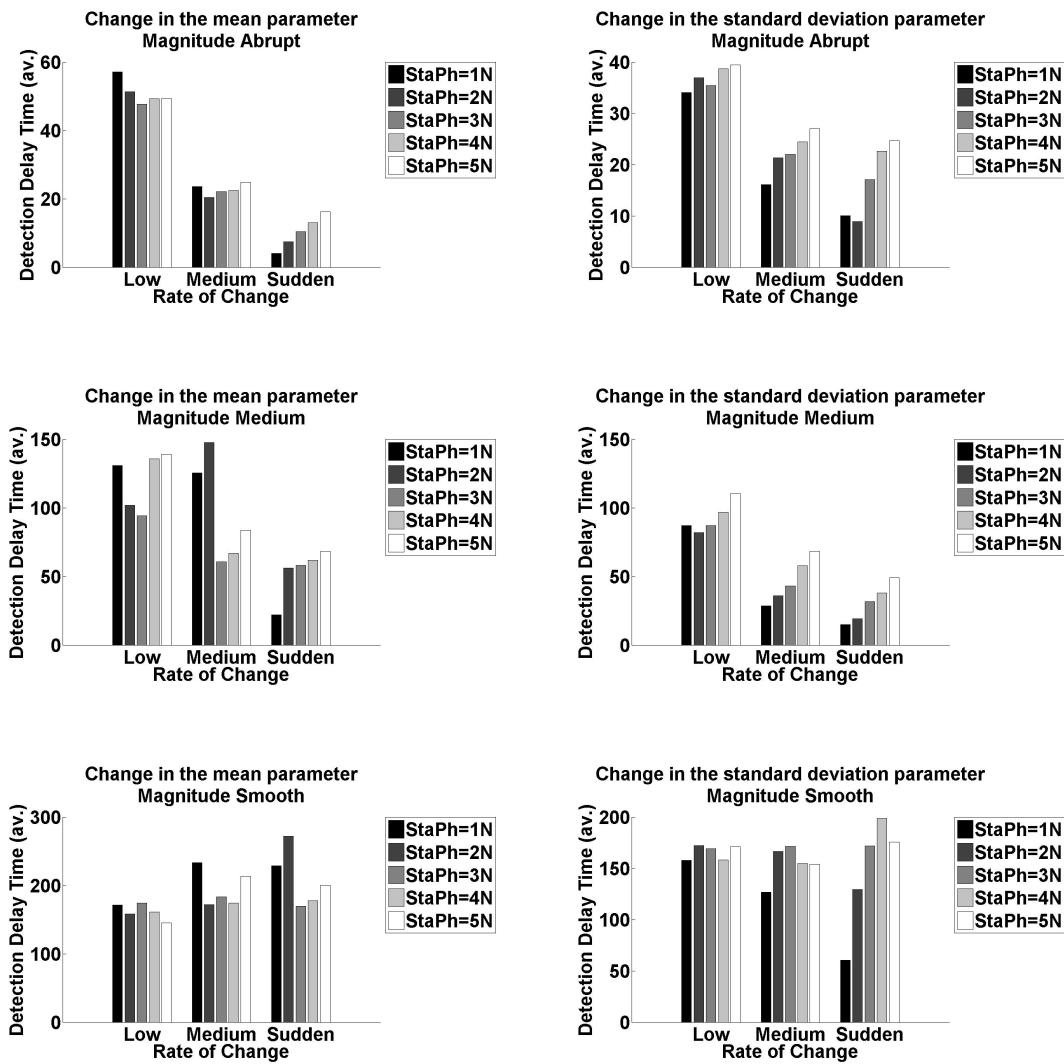 Change in the mean parameter
Magnitude Abrupt
Detection Delay Time (av.)
60
40
20
0
Low Medium Sudden
Rate of Change
StaPh=1N
StaPh=2N
StaPh=3N
StaPh=4N
StaPh=5N
Change in the standard deviation parameter
Magnitude Abrupt
Detection Delay Time (av.)
40
30
20
10
0
Low Medium Sudden
Rate of Change
StaPh=1N
StaPh=2N
StaPh=3N
StaPh=4N
StaPh=5N
Change in the mean parameter
Magnitude Medium
Detection Delay Time (av.)
150
100
50
0
Low Medium Sudden
Rate of Change
StaPh=1N
StaPh=2N
StaPh=3N
StaPh=4N
StaPh=5N
Change in the standard deviation parameter
Magnitude Medium
Detection Delay Time (av.)
150
100
50
0
Low Medium Sudden
Rate of Change
StaPh=1N
StaPh=2N
StaPh=3N
StaPh=4N
StaPh=5N
Change in the mean parameter
Magnitude Smooth
Detection Delay Time (av.)
300
200
100
0
Low Medium Sudden
Rate of Change
StaPh=1N
StaPh=2N
StaPh=3N
StaPh=4N
StaPh=5N
Change in the standard deviation parameter
Magnitude Smooth
Detection Delay Time (av.)
200
150
100
50
0
Low Medium Sudden
Rate of Change
StaPh=1N
StaPh=2N
StaPh=3N
StaPh=4N
StaPh=5N